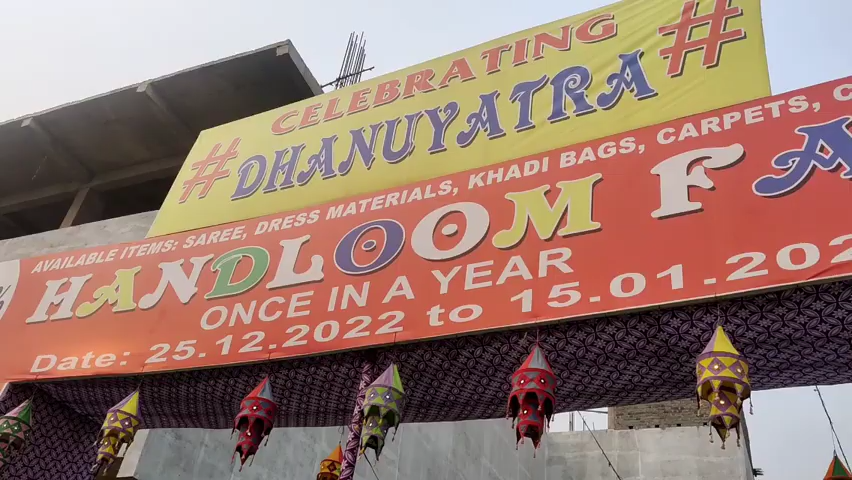 CELEBRATING
# DHANUYATRA #
AVAILABLE ITEMS: SAREE, DRESS MATERIALS, KHADI BAGS, CARPETS,
HANDLOOM
ONCE IN A YEAR
Date: 25.12.2022 to 15.01.202